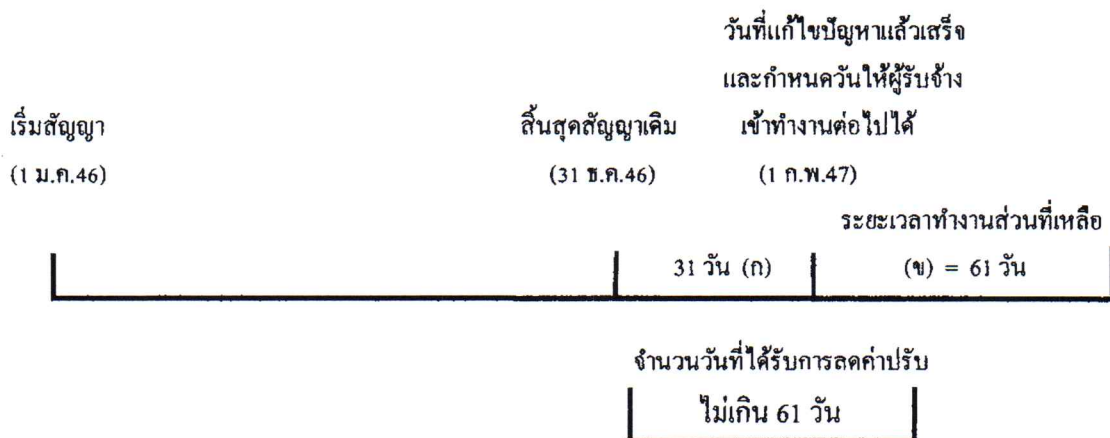 วันที่แก้ไขปัญหาแล้วเสร็จ
และกำหนดวันให้ผู้รับจ้าง
เริ่มสัญญา สิ้นสุดสัญญาเดิม เข้าทำงานต่อไปได้
(1 ม.ค.46) (31 ธ.ค.46) (1 ก.พ.47)
ระยะเวลาทำงานส่วนที่เหลือ
31 วัน (ก) (ข) = 61 วัน
จำนวนวันที่ได้รับการลดค่าปรับ
ไม่เกิน 61 วัน